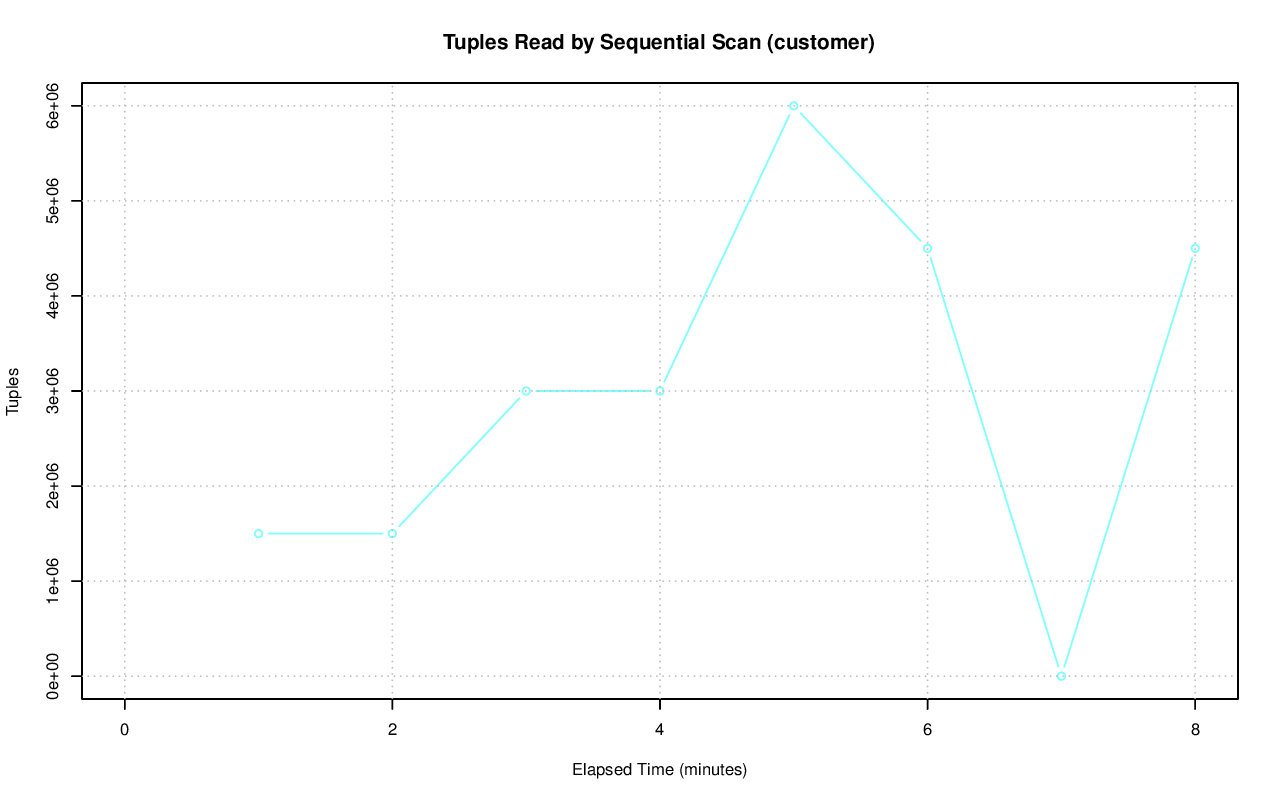 Tuples Read by Sequential Scan (customer)
Tuples
6e+06
5e+06
4e+06
3e+06
2e+06
1e+06
0e+00
0 2 4 6 8
Elapsed Time (minutes)